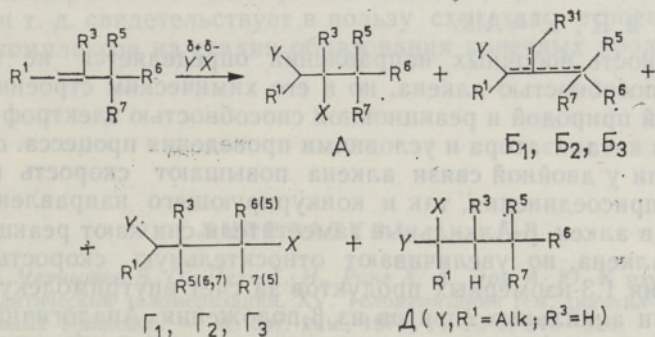 R³ R⁵ δ+ δ- R³ R⁵ R³¹
R¹ R⁶ YX Y R⁶ Y R⁵
R⁷ R¹ X R⁷ R¹ R⁷ R⁶
А Б₁, Б₂, Б₃
+ Y R³ R⁶⁽⁵⁾ X + Y X R³ R⁵ R⁶
R¹ R⁵⁽⁶,⁷⁾ R⁷⁽⁵⁾ R¹ H R⁷
Г₁, Г₂, Г₃ Д (Y, R¹=Alk; R³=H)